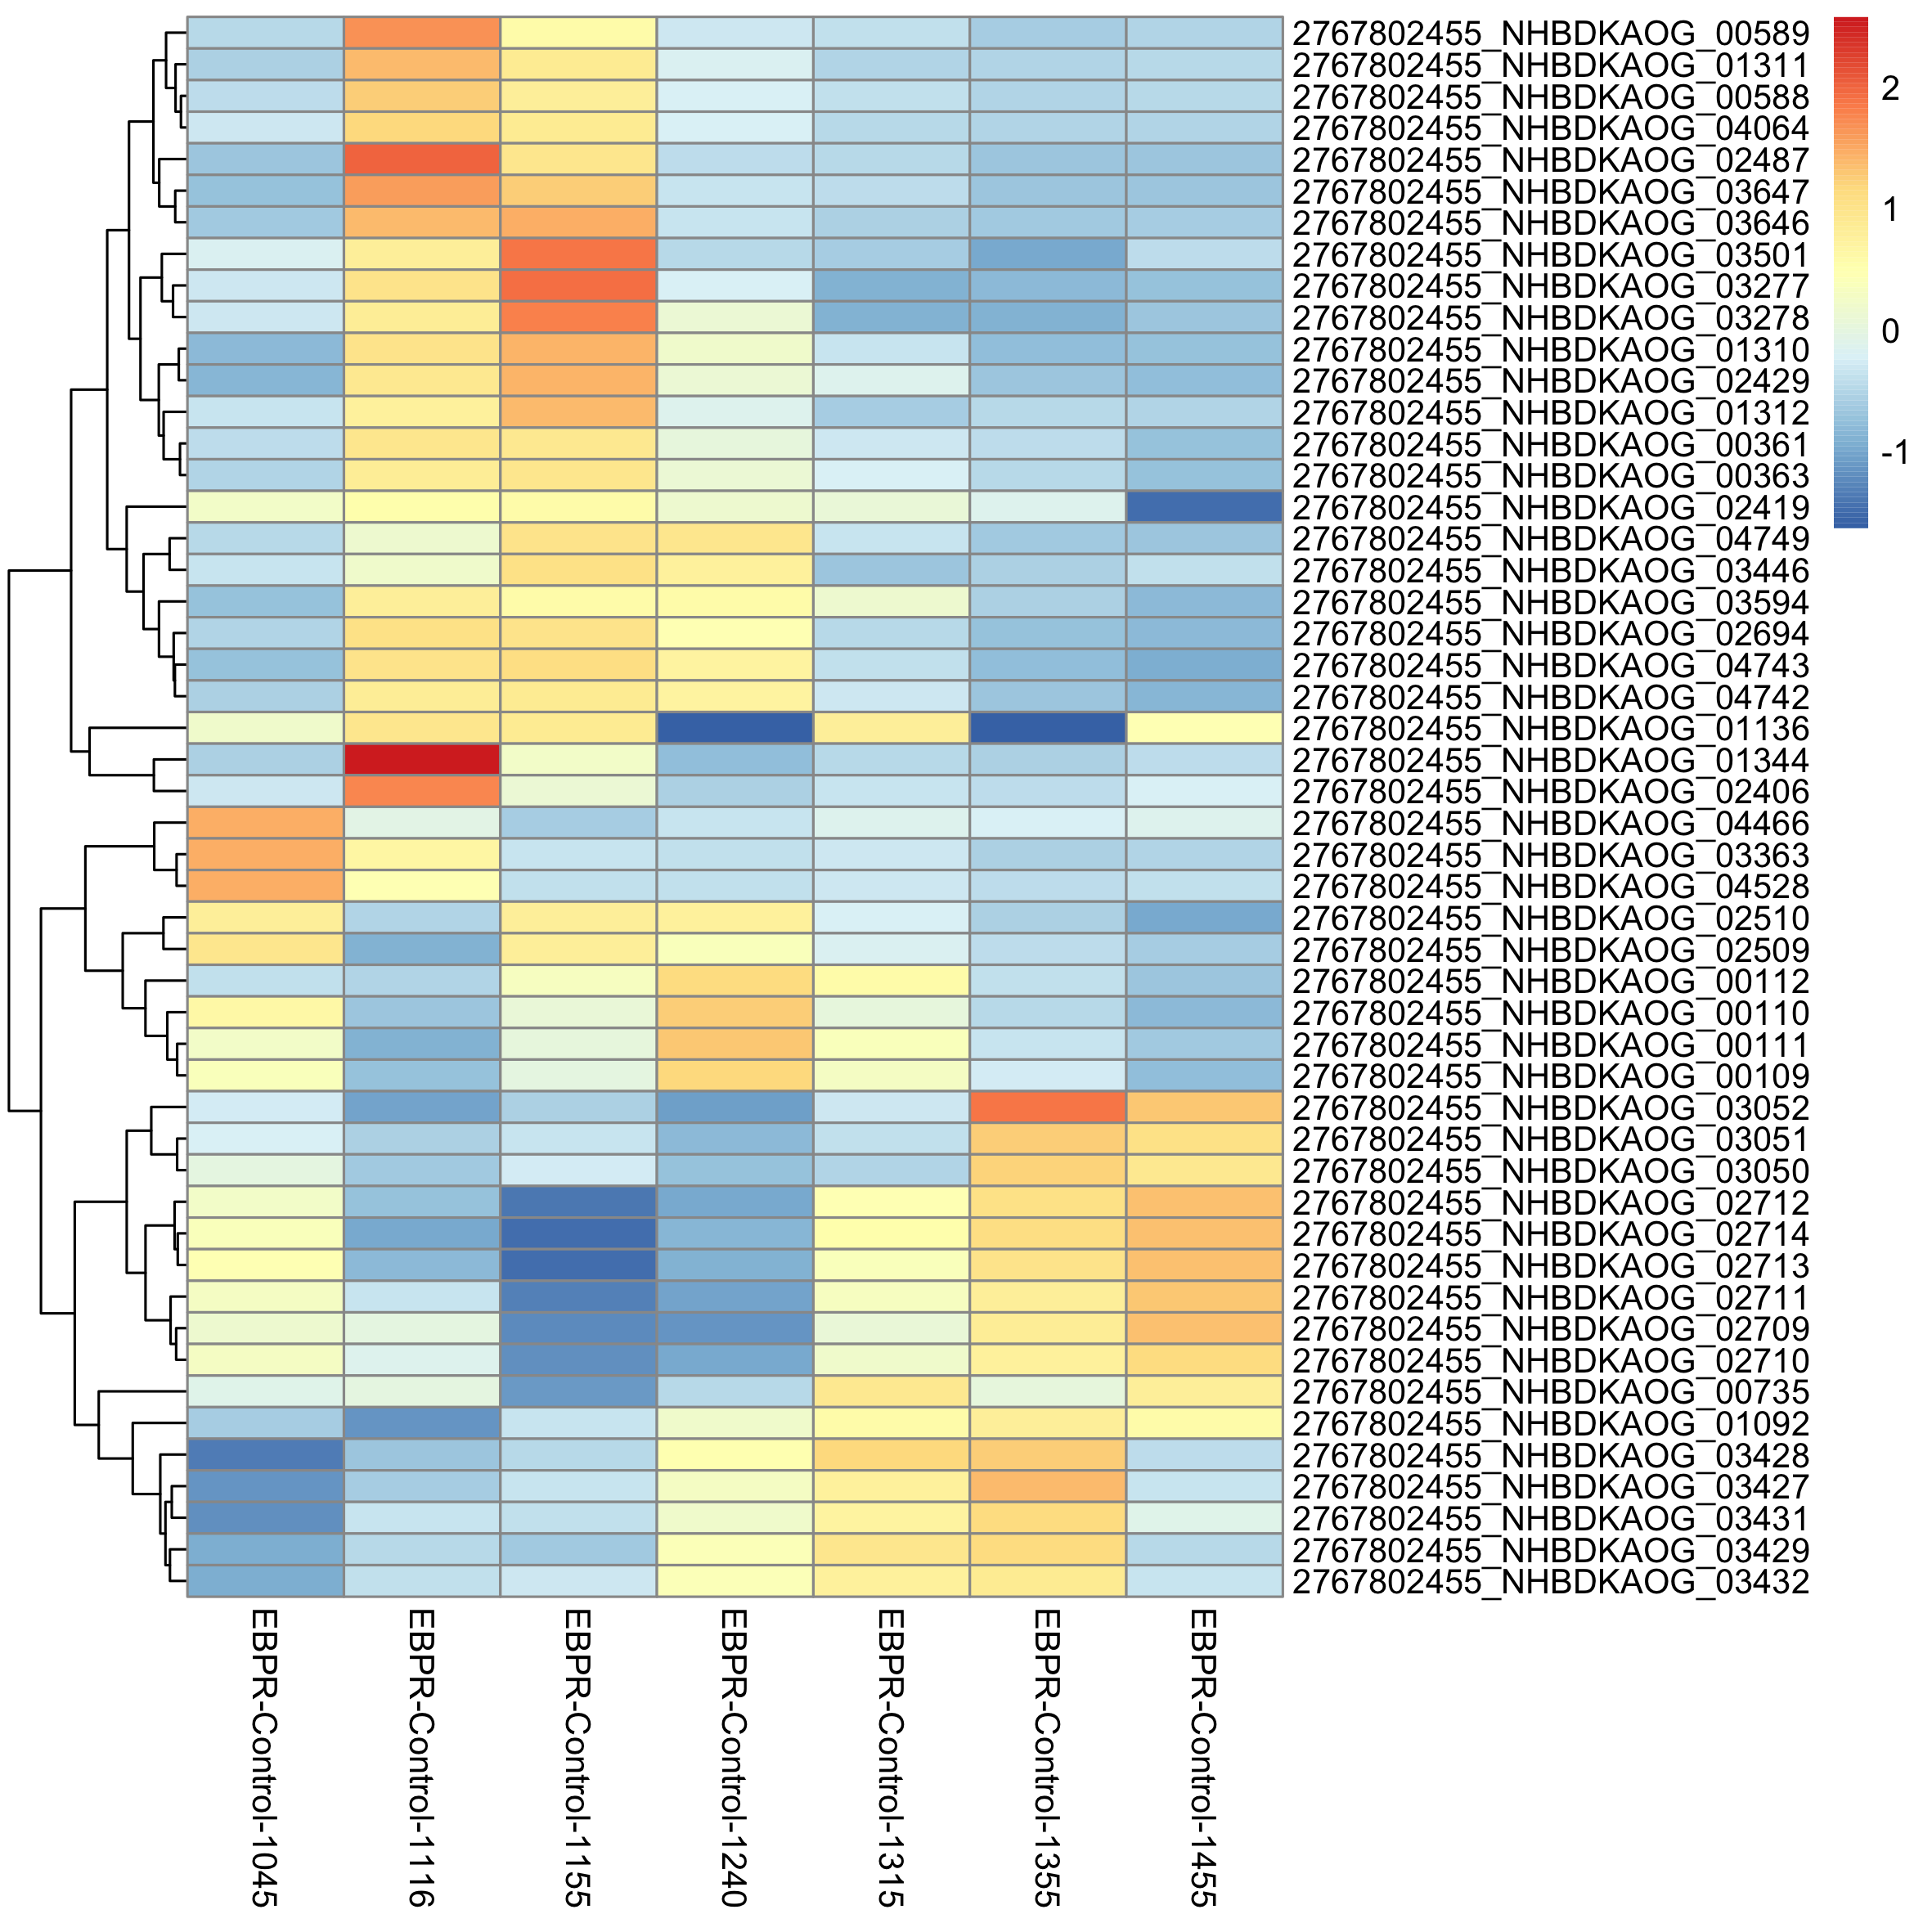 2767802455_NHBDKAOG_00589
2767802455_NHBDKAOG_01311
2767802455_NHBDKAOG_00588
2767802455_NHBDKAOG_04064
2767802455_NHBDKAOG_02487
2767802455_NHBDKAOG_03647
2767802455_NHBDKAOG_03646
2767802455_NHBDKAOG_03501
2767802455_NHBDKAOG_03277
2767802455_NHBDKAOG_03278
2767802455_NHBDKAOG_01310
2767802455_NHBDKAOG_02429
2767802455_NHBDKAOG_01312
2767802455_NHBDKAOG_00361
2767802455_NHBDKAOG_00363
2767802455_NHBDKAOG_02419
2767802455_NHBDKAOG_04749
2767802455_NHBDKAOG_03446
2767802455_NHBDKAOG_03594
2767802455_NHBDKAOG_02694
2767802455_NHBDKAOG_04743
2767802455_NHBDKAOG_04742
2767802455_NHBDKAOG_01136
2767802455_NHBDKAOG_01344
2767802455_NHBDKAOG_02406
2767802455_NHBDKAOG_04466
2767802455_NHBDKAOG_03363
2767802455_NHBDKAOG_04528
2767802455_NHBDKAOG_02510
2767802455_NHBDKAOG_02509
2767802455_NHBDKAOG_00112
2767802455_NHBDKAOG_00110
2767802455_NHBDKAOG_00111
2767802455_NHBDKAOG_00109
2767802455_NHBDKAOG_03052
2767802455_NHBDKAOG_03051
2767802455_NHBDKAOG_03050
2767802455_NHBDKAOG_02712
2767802455_NHBDKAOG_02714
2767802455_NHBDKAOG_02713
2767802455_NHBDKAOG_02711
2767802455_NHBDKAOG_02709
2767802455_NHBDKAOG_02710
2767802455_NHBDKAOG_00735
2767802455_NHBDKAOG_01092
2767802455_NHBDKAOG_03428
2767802455_NHBDKAOG_03427
2767802455_NHBDKAOG_03431
2767802455_NHBDKAOG_03429
2767802455_NHBDKAOG_03432
2
1
0
-1
EBPR-Control-1045
EBPR-Control-1116
EBPR-Control-1155
EBPR-Control-1240
EBPR-Control-1315
EBPR-Control-1355
EBPR-Control-1455